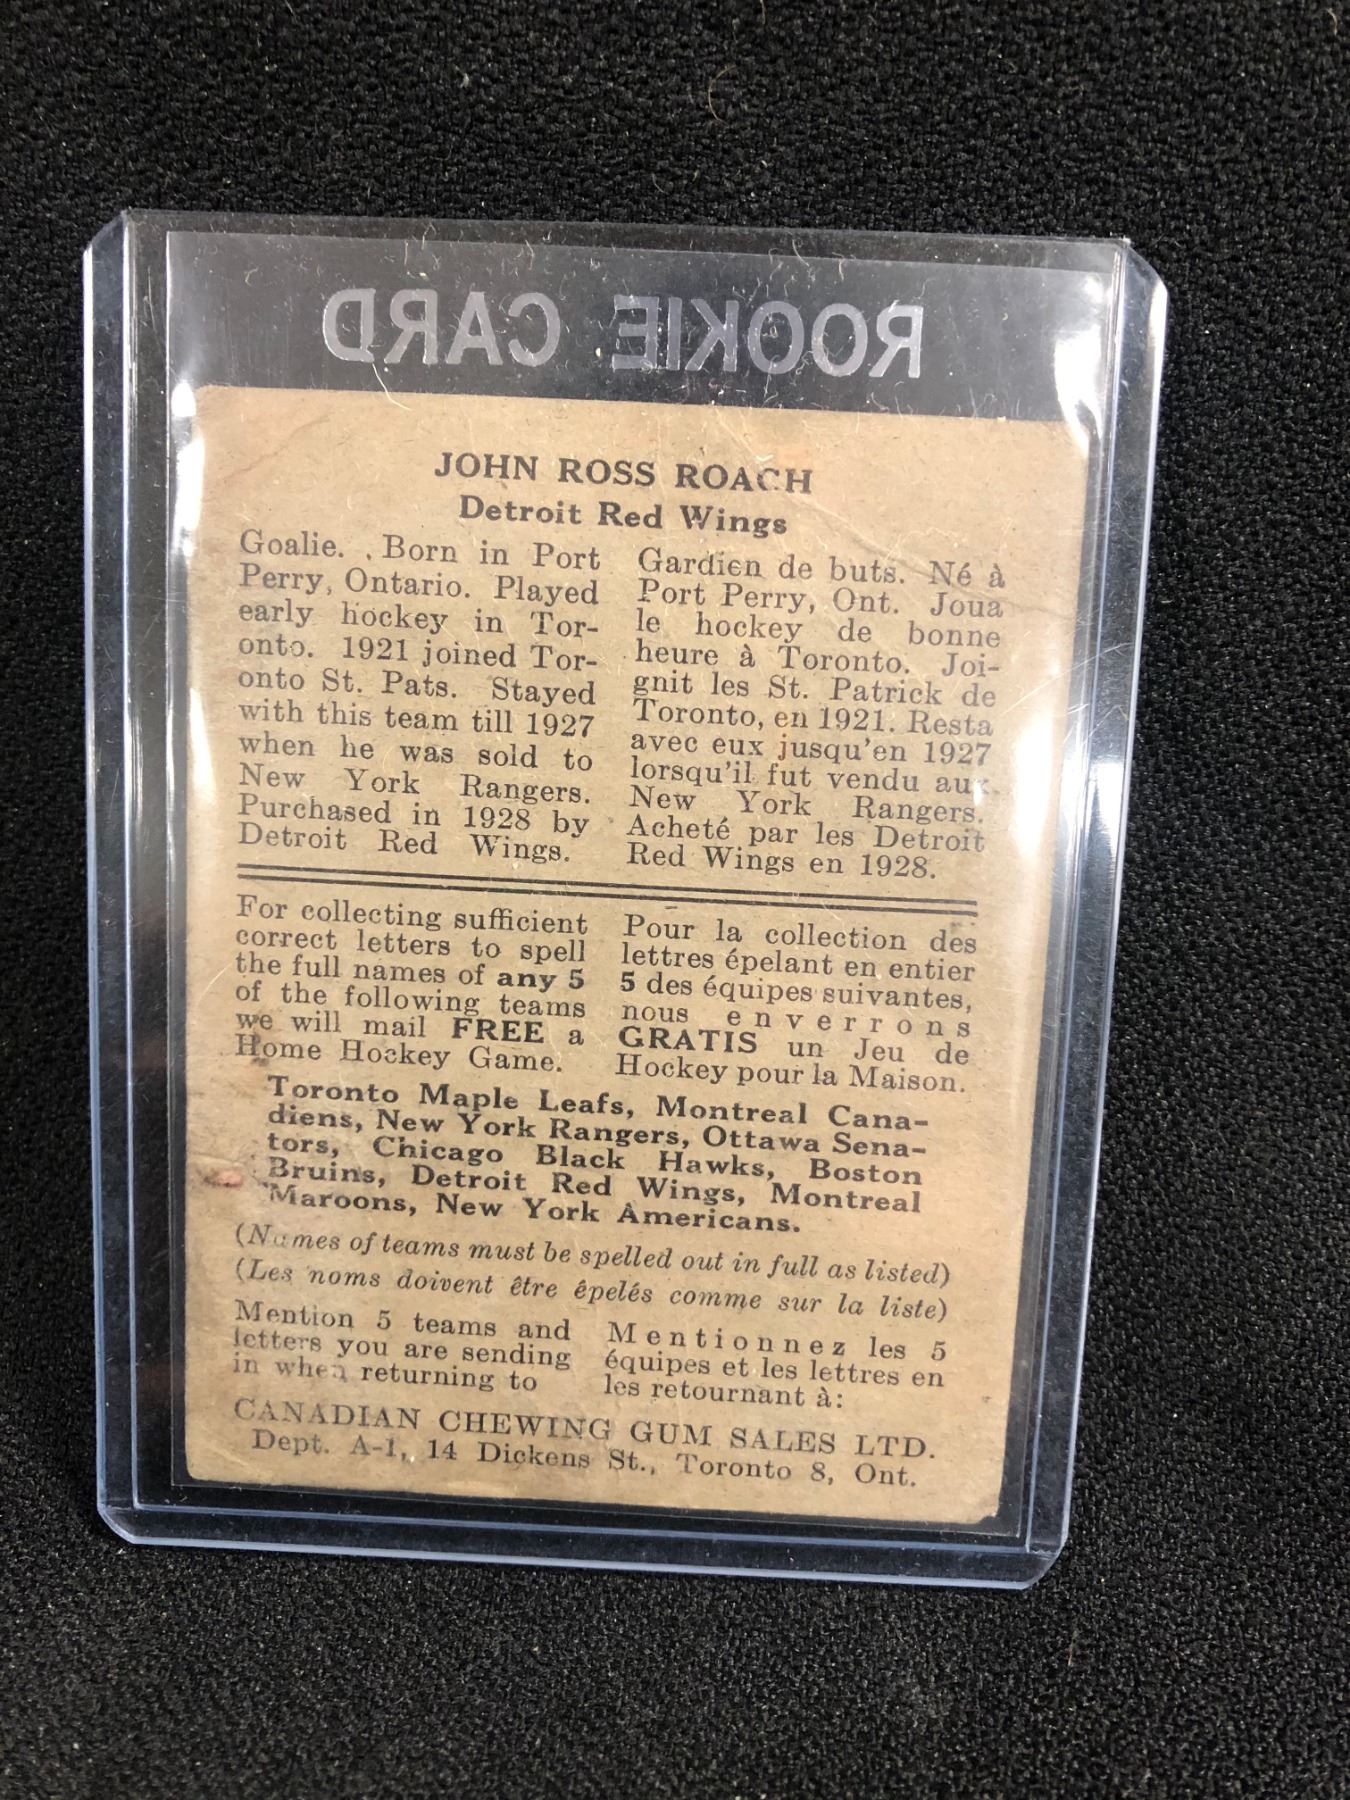 ROOKIE CARD
JOHN ROSS ROACH
Detroit Red Wings
Goalie. Born in Port
Perry, Ontario. Played
early hockey in Tor-
onto. 1921 joined Tor-
onto St. Pats. Stayed
with this team till 1927
when he was sold to
New York Rangers.
Purchased in 1928 by
Detroit Red Wings.
Gardien de buts. Né à
Port Perry, Ont. Joua
le hockey de bonne
heure à Toronto. Joi-
gnit les St. Patrick de
Toronto, en 1921. Resta
avec eux jusqu'en 1927
lorsqu'il fut vendu aux
New York Rangers.
Acheté par les Detroit
Red Wings en 1928.
For collecting sufficient
correct letters to spell
the full names of any 5
of the following teams
we will mail FREE a
Home Hockey Game.
Pour la collection des
lettres épelant en entier
5 des équipes suivantes,
nous enverrons
GRATIS un Jeu de
Hockey pour la Maison.
Toronto Maple Leafs, Montreal Cana-
diens, New York Rangers, Ottawa Sena-
tors, Chicago Black Hawks, Boston
Bruins, Detroit Red Wings, Montreal
Maroons, New York Americans.
(Names of teams must be spelled out in full as listed)
(Les noms doivent être épelés comme sur la liste)
Mention 5 teams and
letters you are sending
in when returning to
Mentionnez les 5
équipes et les lettres en
les retournant à:
CANADIAN CHEWING GUM SALES LTD.
Dept. A-1, 14 Dickens St., Toronto 8, Ont.